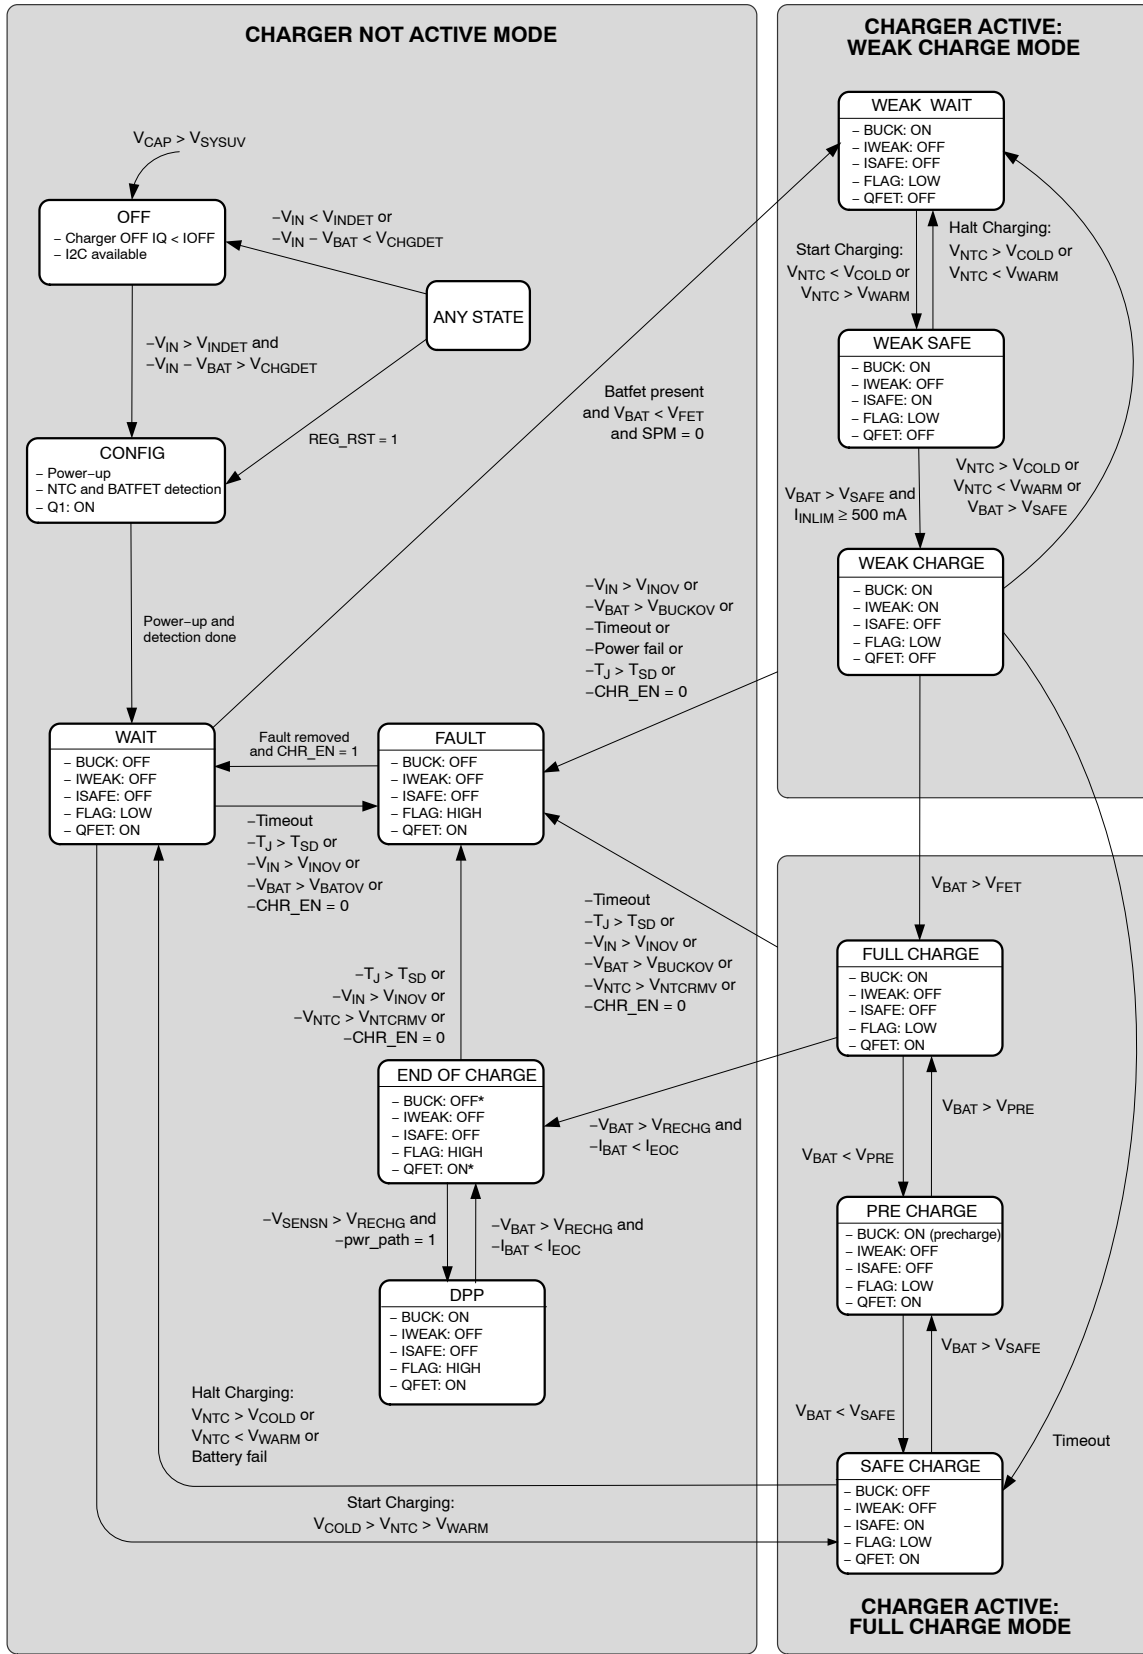 CHARGER NOT ACTIVE MODE
V_CAP > V_SYSUV
OFF
– Charger OFF IQ < IOFF
– I2C available
–V_IN < V_INDET or
–V_IN – V_BAT < V_CHGDET
ANY STATE
–V_IN > V_INDET and
–V_IN – V_BAT > V_CHGDET
REG_RST = 1
CONFIG
– Power–up
– NTC and BATFET detection
– Q1: ON
Power–up and
detection done
Batfet present
and V_BAT < V_FET
and SPM = 0
–V_IN > V_INOV or
–V_BAT > V_BUCKOV or
–Timeout or
–Power fail or
–T_J > T_SD or
–CHR_EN = 0
WAIT
– BUCK: OFF
– IWEAK: OFF
– ISAFE: OFF
– FLAG: LOW
– QFET: ON
Fault removed
and CHR_EN = 1
FAULT
– BUCK: OFF
– IWEAK: OFF
– ISAFE: OFF
– FLAG: HIGH
– QFET: ON
–Timeout
–T_J > T_SD or
–V_IN > V_INOV or
–V_BAT > V_BATOV or
–CHR_EN = 0
–Timeout
–T_J > T_SD or
–V_IN > V_INOV or
–V_BAT > V_BUCKOV or
–V_NTC > V_NTCRMV or
–CHR_EN = 0
–T_J > T_SD or
–V_IN > V_INOV or
–V_NTC > V_NTCRMV or
–CHR_EN = 0
END OF CHARGE
– BUCK: OFF*
– IWEAK: OFF
– ISAFE: OFF
– FLAG: HIGH
– QFET: ON*
–V_BAT > V_RECHG and
–I_BAT < I_EOC
–V_SENSN > V_RECHG and
–pwr_path = 1
–V_BAT > V_RECHG and
–I_BAT < I_EOC
DPP
– BUCK: ON
– IWEAK: OFF
– ISAFE: OFF
– FLAG: HIGH
– QFET: ON
Halt Charging:
V_NTC > V_COLD or
V_NTC < V_WARM or
Battery fail
Start Charging:
V_COLD > V_NTC > V_WARM
CHARGER ACTIVE:
WEAK CHARGE MODE
WEAK WAIT
– BUCK: ON
– IWEAK: OFF
– ISAFE: OFF
– FLAG: LOW
– QFET: OFF
Start Charging:
V_NTC < V_COLD or
V_NTC > V_WARM
Halt Charging:
V_NTC > V_COLD or
V_NTC < V_WARM
WEAK SAFE
– BUCK: ON
– IWEAK: OFF
– ISAFE: ON
– FLAG: LOW
– QFET: OFF
V_BAT > V_SAFE and
I_INLIM ≥ 500 mA
V_NTC > V_COLD or
V_NTC < V_WARM or
V_BAT > V_SAFE
WEAK CHARGE
– BUCK: ON
– IWEAK: ON
– ISAFE: OFF
– FLAG: LOW
– QFET: OFF
V_BAT > V_FET
FULL CHARGE
– BUCK: ON
– IWEAK: OFF
– ISAFE: OFF
– FLAG: LOW
– QFET: ON
V_BAT < V_PRE
V_BAT > V_PRE
PRE CHARGE
– BUCK: ON (precharge)
– IWEAK: OFF
– ISAFE: OFF
– FLAG: LOW
– QFET: ON
V_BAT < V_SAFE
V_BAT > V_SAFE
Timeout
SAFE CHARGE
– BUCK: OFF
– IWEAK: OFF
– ISAFE: ON
– FLAG: LOW
– QFET: ON
CHARGER ACTIVE:
FULL CHARGE MODE